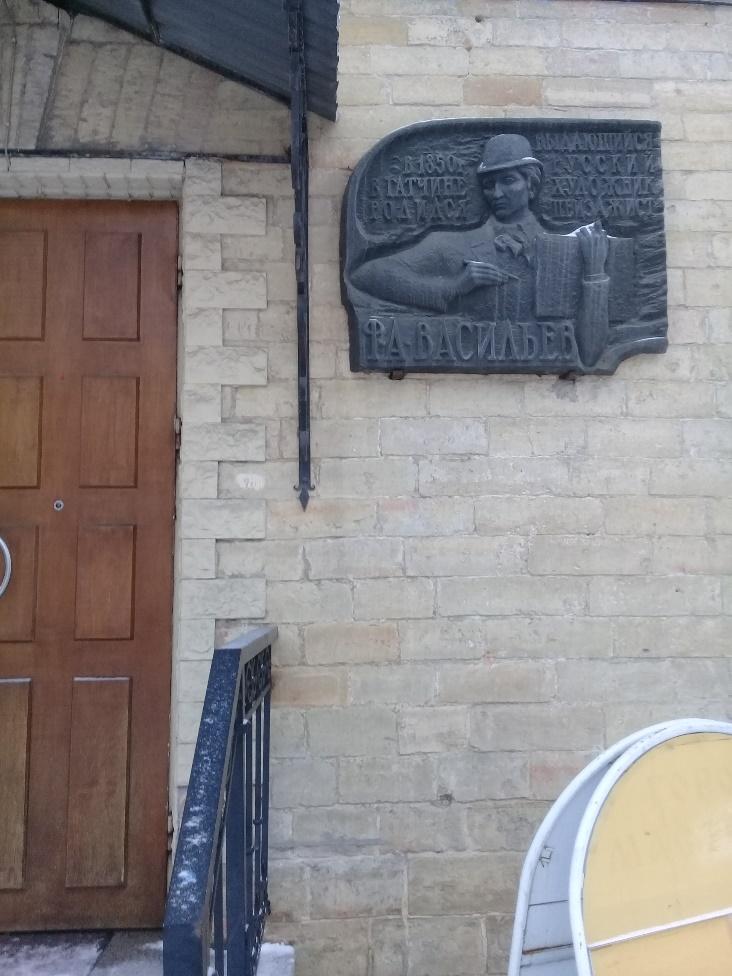 В 1850 г.
В ГАТЧИНЕ
РОДИЛСЯ
ВЫДАЮЩИЙСЯ
РУССКИЙ
ХУДОЖНИК
ПЕЙЗАЖИСТ
Ф.А. ВАСИЛЬЕВ